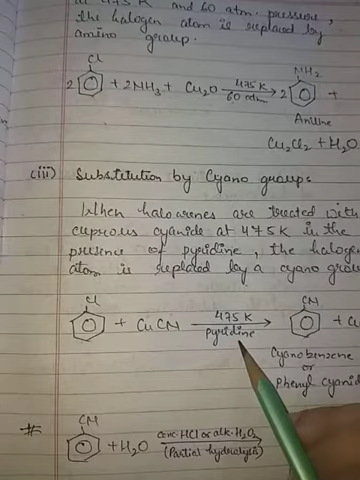 at 475 K and 60 atm. pressure,
the halogen atom is replaced by
amino group.
Cl NH₂
2 + 2NH₃ + Cu₂O 475 K 60 atm. → 2 +
Aniline
Cu₂Cl₂ + H₂O
(iii) Substitution by Cyano group:
When haloarenes are treated with
cuprous cyanide at 475 K in the
presence of pyridine, the halogen
atom is replaced by a cyano
Cl CN
+ CuCN 475 K pyridine → +
Cyanobenzene
or
Phenyl
# CN
+ H₂O conc. HCl or alk. H₂O₂ (Partial hydrolysis)